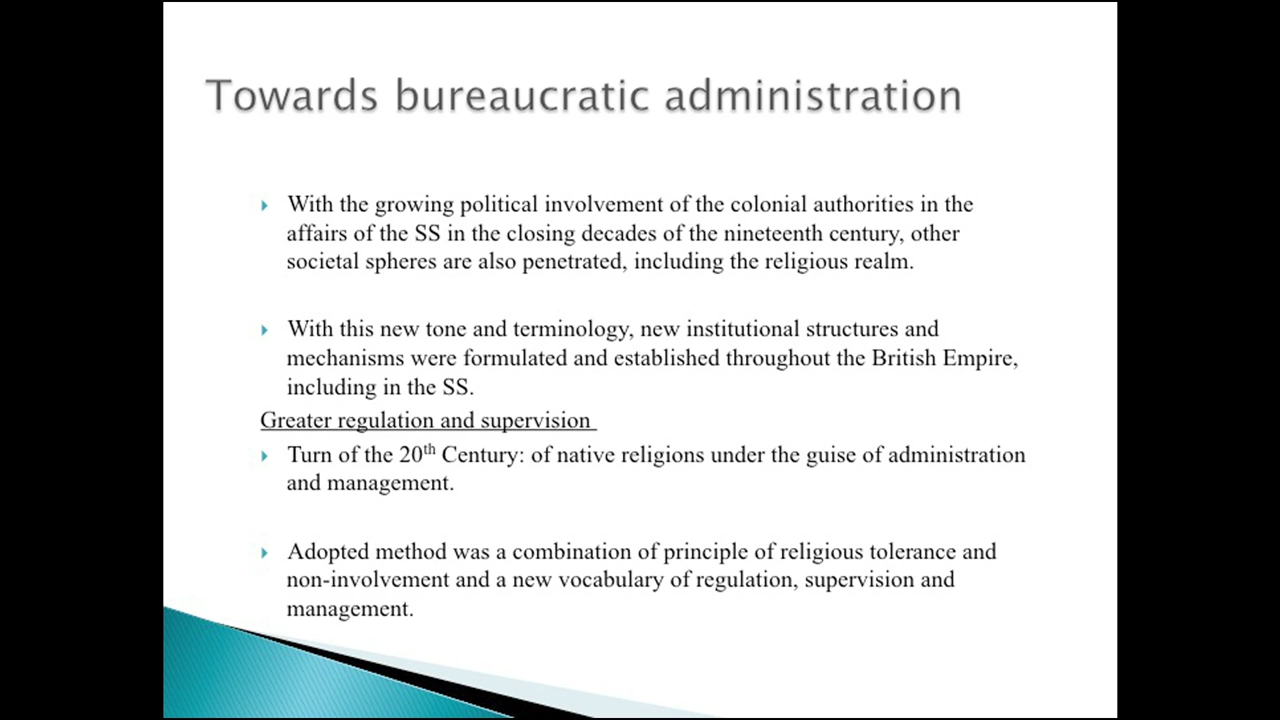 Towards bureaucratic administration
With the growing political involvement of the colonial authorities in the
affairs of the SS in the closing decades of the nineteenth century, other
societal spheres are also penetrated, including the religious realm.
With this new tone and terminology, new institutional structures and
mechanisms were formulated and established throughout the British Empire,
including in the SS.
Greater regulation and supervision
Turn of the 20th Century: of native religions under the guise of administration
and management.
Adopted method was a combination of principle of religious tolerance and
non-involvement and a new vocabulary of regulation, supervision and
management.